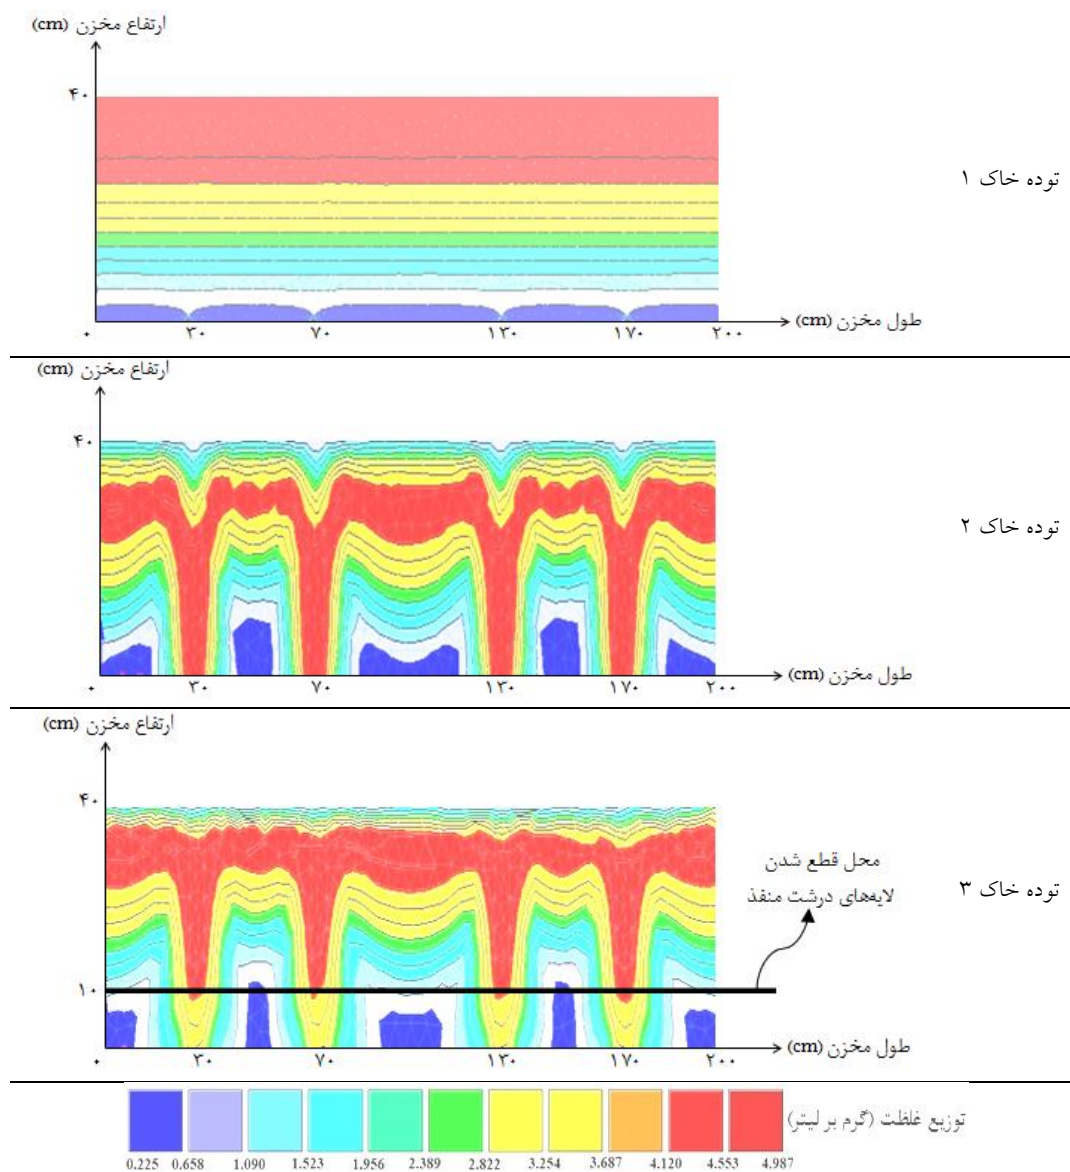 ارتفاع مخزن (cm)
۴۰
توده خاک ۱
طول مخزن (cm)
۰ ۳۰ ۷۰ ۱۳۰ ۱۷۰ ۲۰۰
ارتفاع مخزن (cm)
۴۰
توده خاک ۲
طول مخزن (cm)
۰ ۳۰ ۷۰ ۱۳۰ ۱۷۰ ۲۰۰
ارتفاع مخزن (cm)
۴۰
محل قطع شدن
لایه‌های درشت منفذ
توده خاک ۳
۱۰
طول مخزن (cm)
۰ ۳۰ ۷۰ ۱۳۰ ۱۷۰ ۲۰۰
توزیع غلظت (گرم بر لیتر)
0.225 0.658 1.090 1.523 1.956 2.389 2.822 3.254 3.687 4.120 4.553 4.987